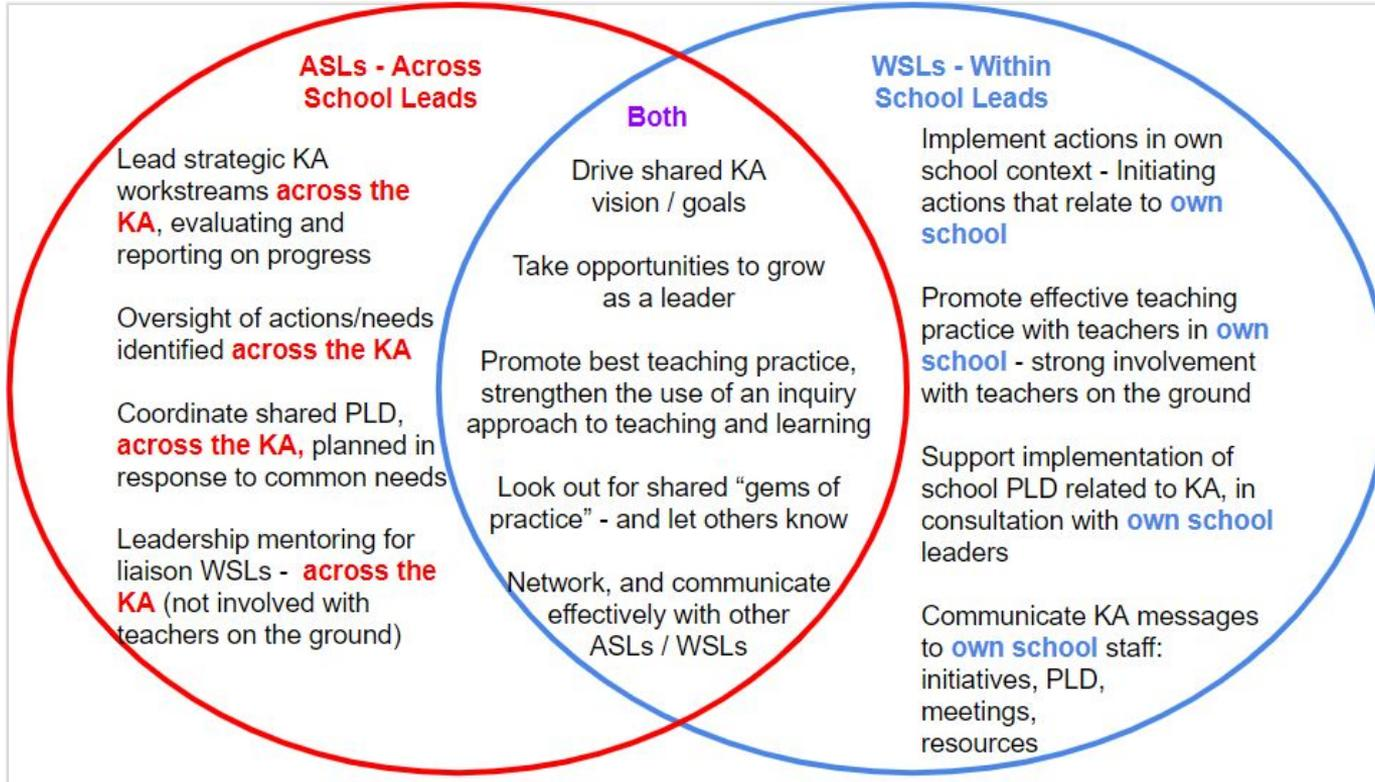 ASLs - Across
School Leads
Lead strategic KA
workstreams across the
KA, evaluating and
reporting on progress
Oversight of actions/needs
identified across the KA
Coordinate shared PLD,
across the KA, planned in
response to common needs
Leadership mentoring for
liaison WSLs - across the
KA (not involved with
teachers on the ground)
Both
Drive shared KA
vision / goals
Take opportunities to grow
as a leader
Promote best teaching practice,
strengthen the use of an inquiry
approach to teaching and learning
Look out for shared “gems of
practice” - and let others know
Network, and communicate
effectively with other
ASLs / WSLs
WSLs - Within
School Leads
Implement actions in own
school context - Initiating
actions that relate to own
school
Promote effective teaching
practice with teachers in own
school - strong involvement
with teachers on the ground
Support implementation of
school PLD related to KA, in
consultation with own school
leaders
Communicate KA messages
to own school staff:
initiatives, PLD,
meetings,
resources